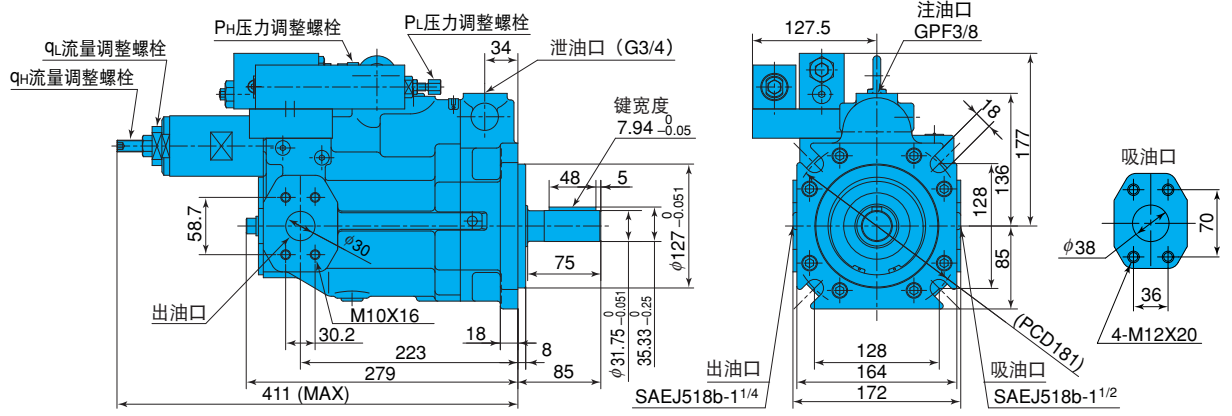 PH压力调整螺栓
PL压力调整螺栓
qL流量调整螺栓
qH流量调整螺栓
34
泄油口（G3/4）
键宽度
7.94 0 -0.05
48
5
58.7
φ30
φ127 0 -0.051
75
出油口
M10X16
30.2
18
8
φ31.75 0 -0.051
35.33 0 -0.25
223
279
85
411 (MAX)
注油口
GPF3/8
127.5
18
177
136
128
85
(PCD181)
128
164
172
出油口
SAEJ518b-1 1/4
吸油口
SAEJ518b-1 1/2
吸油口
70
φ38
36
4-M12X20